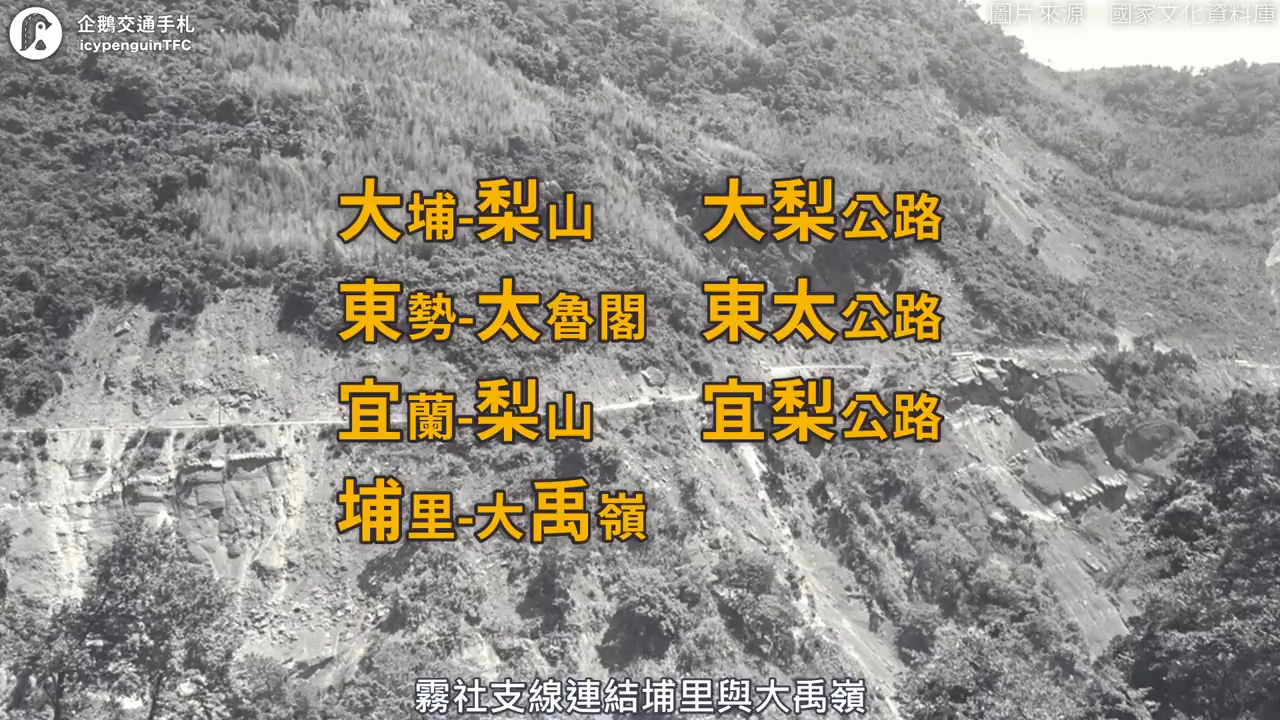 企鵝交通手札
icypenguinTFC
圖片來源 國家文化資料庫
大埔-梨山 大梨公路
東勢-太魯閣 東太公路
宜蘭-梨山 宜梨公路
埔里-大禹嶺
霧社支線連結埔里與大禹嶺